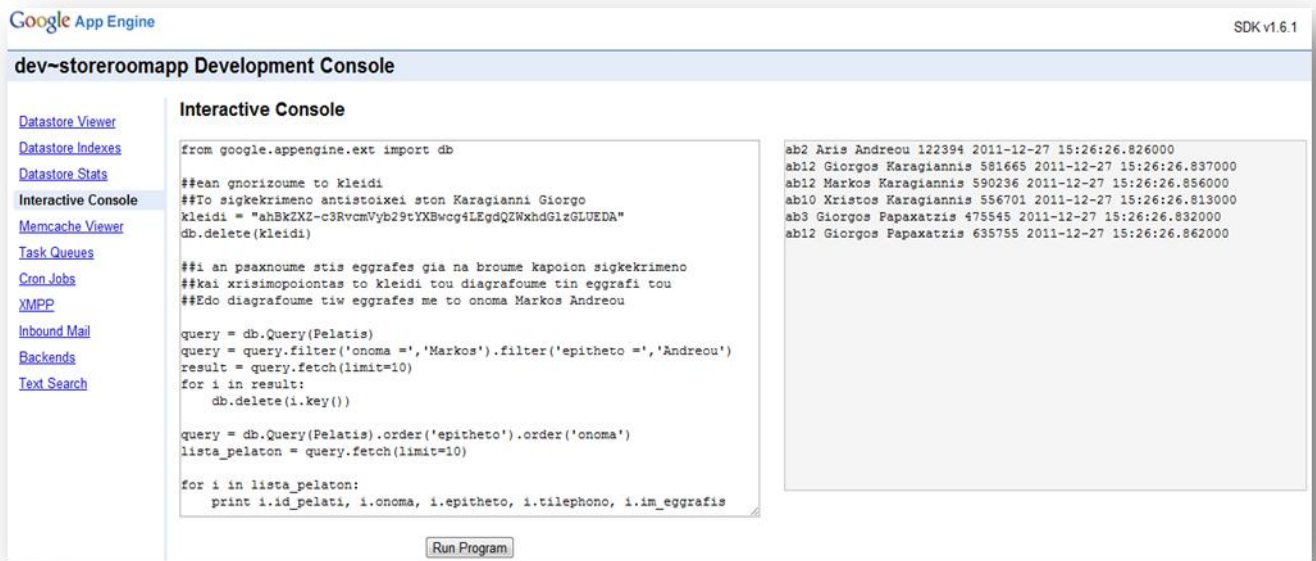 Google App Engine
SDK v1.6.1
dev~storeroomapp Development Console
Datastore Viewer
Datastore Indexes
Datastore Stats
Interactive Console
Memcache Viewer
Task Queues
Cron Jobs
XMPP
Inbound Mail
Backends
Text Search
Interactive Console
from google.appengine.ext import db
##ean gnorizoume to kleidi
##To sigkekrimeno antistoixei ston Karagianni Giorgo
kleidi = "ahBkZXZ-c3RvcmVyb29tYXBwcg4LEgdQZWxhdGlzGLUEDA"
db.delete(kleidi)
##i an psaxnoume stis eggrafes gia na broume kapoion sigkekrimeno
##kai xrisimopoiontas to kleidi tou diagrafoume tin eggrafi tou
##Edo diagrafoume tiw eggrafes me to onoma Markos Andreou
query = db.Query(Pelatis)
query = query.filter('onoma =','Markos').filter('epitheto =','Andreou')
result = query.fetch(limit=10)
for i in result:
    db.delete(i.key())
query = db.Query(Pelatis).order('epitheto').order('onoma')
lista_pelaton = query.fetch(limit=10)
for i in lista_pelaton:
    print i.id_pelati, i.onoma, i.epitheto, i.tilephono, i.im_eggrafis
Run Program
ab2 Aris Andreou 122394 2011-12-27 15:26:26.826000
ab12 Giorgos Karagiannis 581665 2011-12-27 15:26:26.837000
ab12 Markos Karagiannis 590236 2011-12-27 15:26:26.856000
ab10 Xristos Karagiannis 556701 2011-12-27 15:26:26.813000
ab3 Giorgos Papaxatzis 475545 2011-12-27 15:26:26.832000
ab12 Giorgos Papaxatzis 635755 2011-12-27 15:26:26.862000